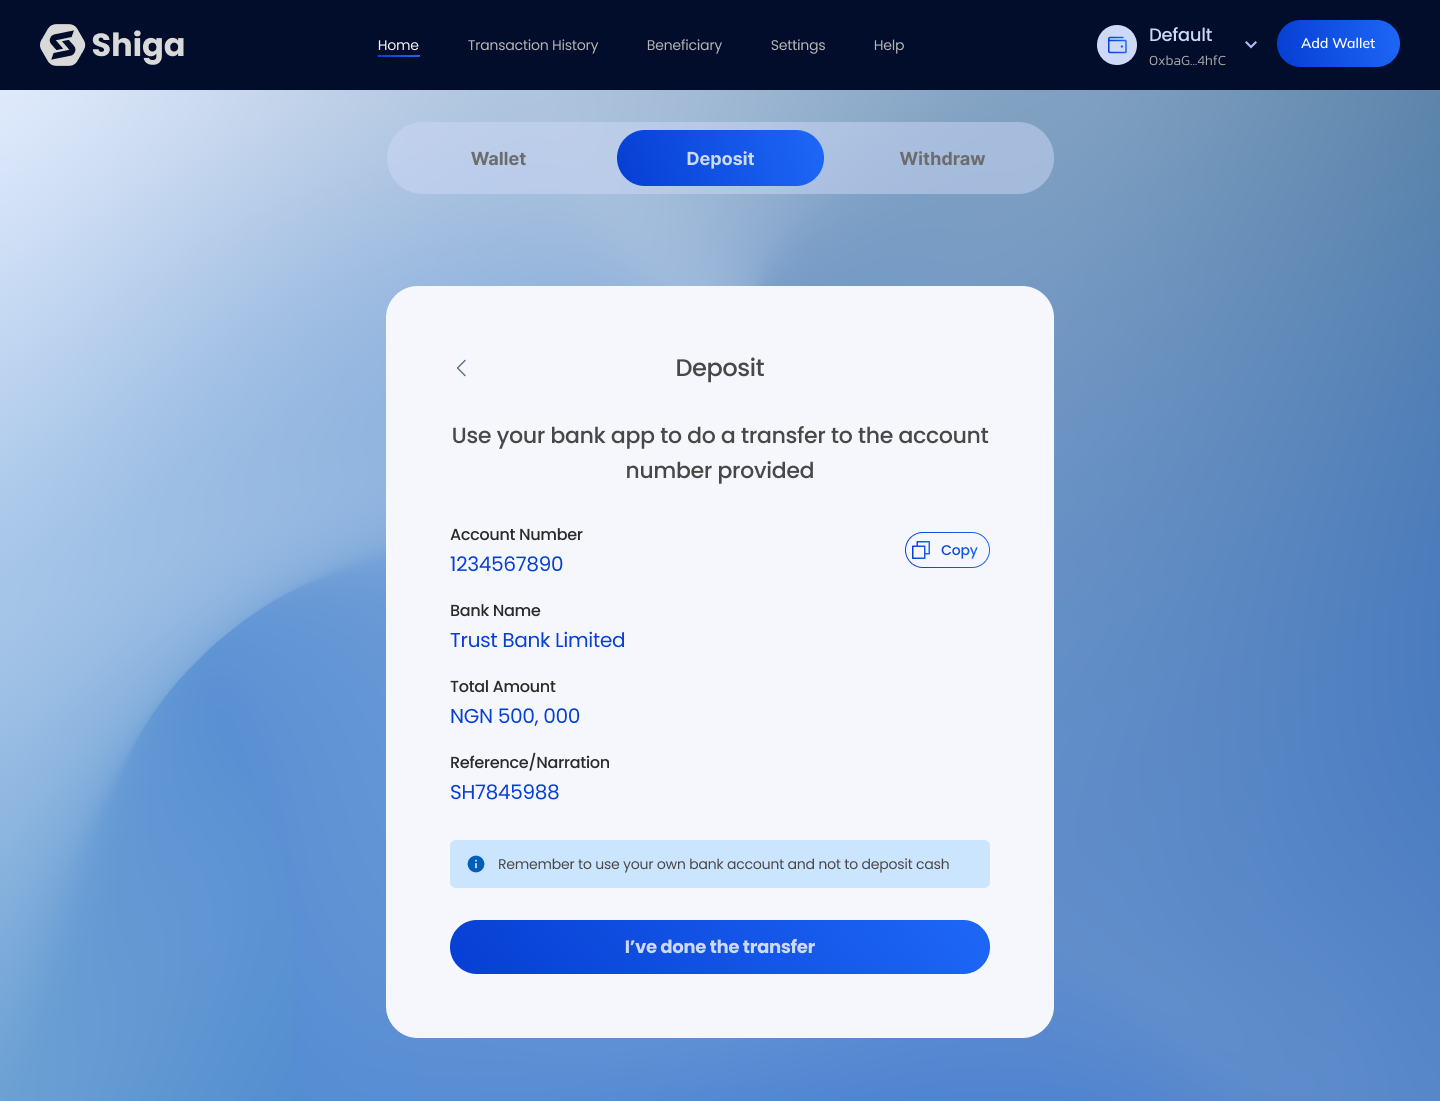 Shiga
Home
Transaction History
Beneficiary
Settings
Help
Default
0xbaG...4hfC
Add Wallet
Wallet
Deposit
Withdraw
Deposit
Use your bank app to do a transfer to the account
number provided
Account Number
1234567890
Copy
Bank Name
Trust Bank Limited
Total Amount
NGN 500, 000
Reference/Narration
SH7845988
Remember to use your own bank account and not to deposit cash
I’ve done the transfer